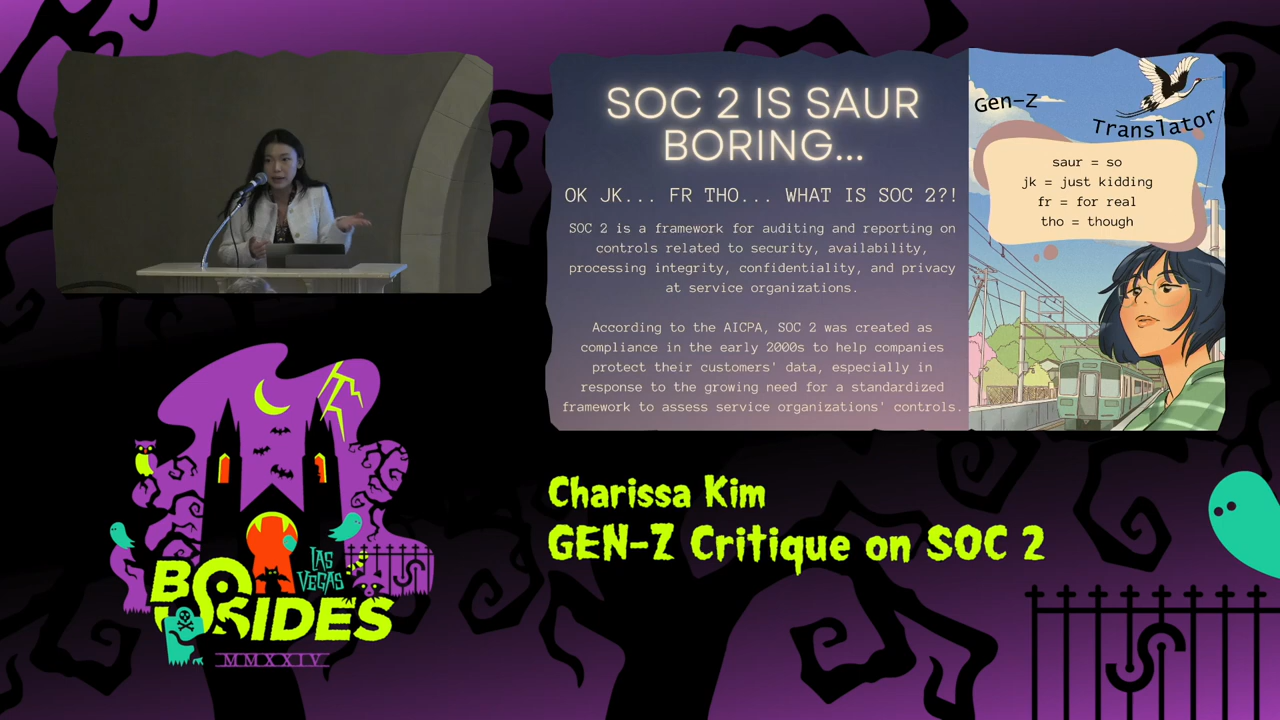 SOC 2 IS SAUR
BORING...
OK JK... FR THO... WHAT IS SOC 2?!
SOC 2 is a framework for auditing and reporting on
controls related to security, availability,
processing integrity, confidentiality, and privacy
at service organizations.
According to the AICPA, SOC 2 was created as
compliance in the early 2000s to help companies
protect their customers' data, especially in
response to the growing need for a standardized
framework to assess service organizations' controls.
Gen-Z
Translator
saur = so
jk = just kidding
fr = for real
tho = though
Charissa Kim
GEN-Z Critique on SOC 2
LAS
VEGAS
BSIDES
MMXXIV